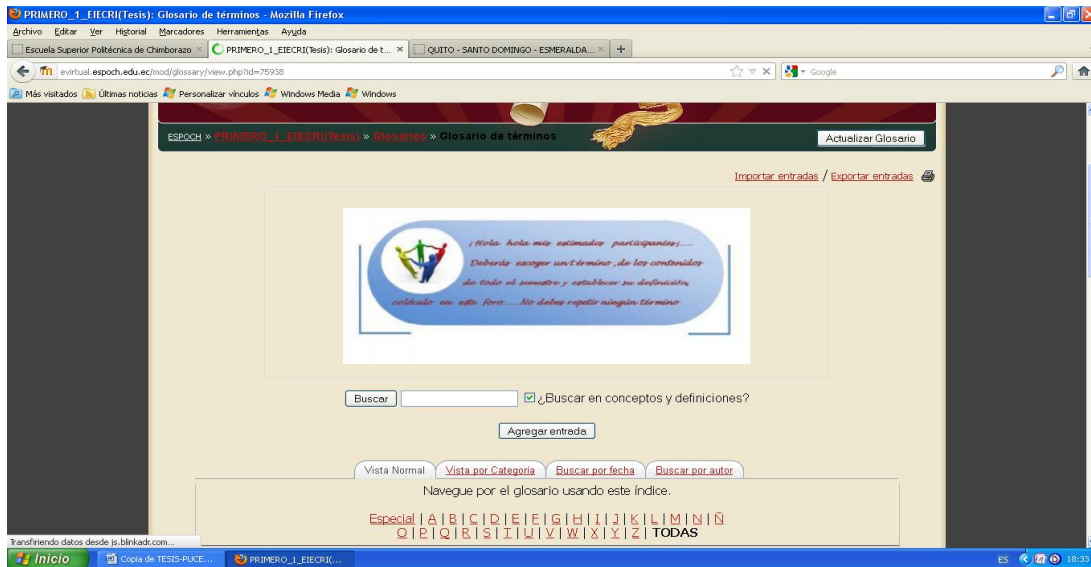 PRIMERO_1_EIECRI(Tesis): Glosario de términos - Mozilla Firefox
Archivo Editar Ver Historial Marcadores Herramientas Ayuda
Escuela Superior Politécnica de Chimborazo PRIMERO_1_EIECRI(Tesis): Glosario de t... QUITO - SANTO DOMINGO - ESMERALDA...
evirtual.espoch.edu.ec/mod/glossary/view.php?id=75938 Google
Más visitados Últimas noticias Personalizar vínculos Windows Media Windows
ESPOCH » PRIMERO_1_EIECRI(Tesis) » Glosarios » Glosario de términos Actualizar Glosario
Importar entradas / Exportar entradas
¡Hola hola mis estimados participantes¡.....
Deberás escoger un término ,de los contenidos
de todo el semestre y establecer su definición,
colócalo en este foro.....No debes repetir ningún término
Buscar ¿Buscar en conceptos y definiciones?
Agregar entrada
Vista Normal Vista por Categoría Buscar por fecha Buscar por autor
Navegue por el glosario usando este índice.
Especial | A | B | C | D | E | F | G | H | I | J | K | L | M | N | Ñ
O | P | Q | R | S | T | U | V | W | X | Y | Z | TODAS
Transfiriendo datos desde js.blinkadr.com...
Inicio Copia de TESIS-PUCE... PRIMERO_1_EIECRI(... ES 18:33